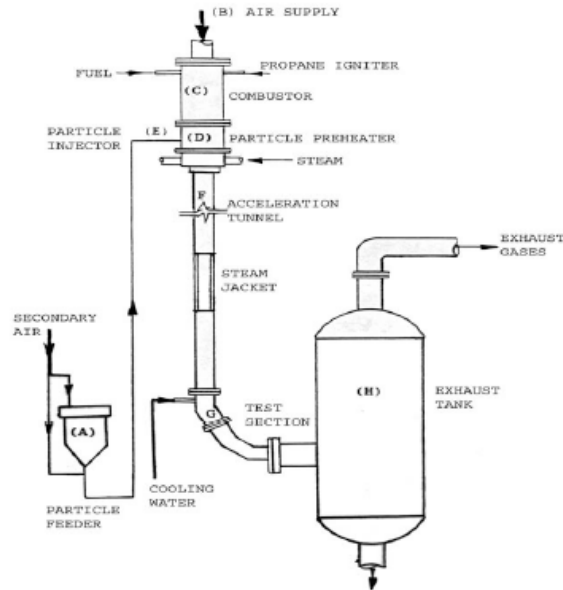 (B) AIR SUPPLY
FUEL
PROPANE IGNITER
(C)
COMBUSTOR
PARTICLE
INJECTOR
(E)
(D)
PARTICLE PREHEATER
STEAM
F
ACCELERATION
TUNNEL
EXHAUST
GASES
STEAM
JACKET
SECONDARY
AIR
(A)
PARTICLE
FEEDER
G
TEST
SECTION
COOLING
WATER
(H)
EXHAUST
TANK